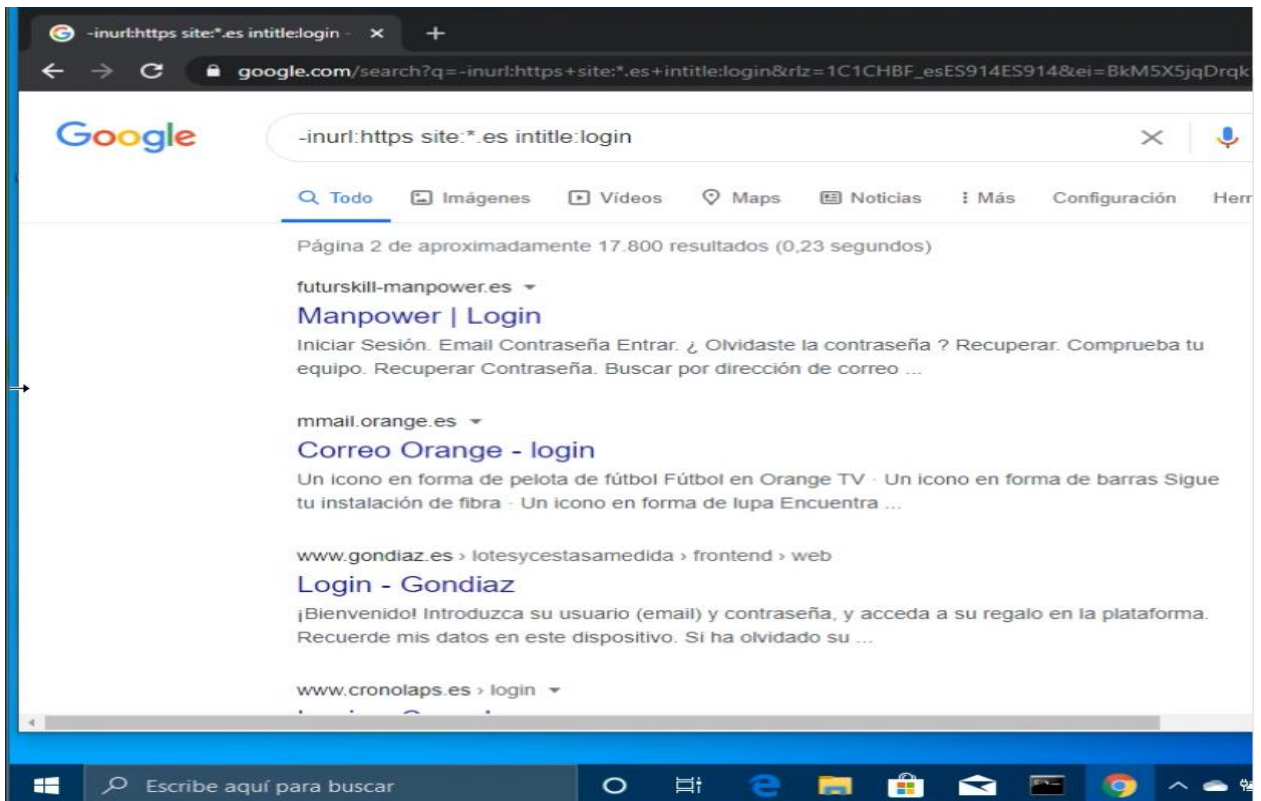 -inurl:https site:*.es intitle:login -
google.com/search?q=-inurl:https+site:*.es+intitle:login&rlz=1C1CHBF_esES914ES914&ei=BkM5X5jqDrqk
Google
-inurl:https site:*.es intitle:login
Todo Imágenes Vídeos Maps Noticias Más Configuración Herr
Página 2 de aproximadamente 17.800 resultados (0,23 segundos)
futurskill-manpower.es
Manpower | Login
Iniciar Sesión. Email Contraseña Entrar. ¿ Olvidaste la contraseña ? Recuperar. Comprueba tu
equipo. Recuperar Contraseña. Buscar por dirección de correo ...
mmail.orange.es
Correo Orange - login
Un icono en forma de pelota de fútbol Fútbol en Orange TV · Un icono en forma de barras Sigue
tu instalación de fibra · Un icono en forma de lupa Encuentra ...
www.gondiaz.es › lotesycestasamedida › frontend › web
Login - Gondiaz
¡Bienvenido! Introduzca su usuario (email) y contraseña, y acceda a su regalo en la plataforma.
Recuerde mis datos en este dispositivo. Si ha olvidado su ...
www.cronolaps.es › login
Escribe aquí para buscar